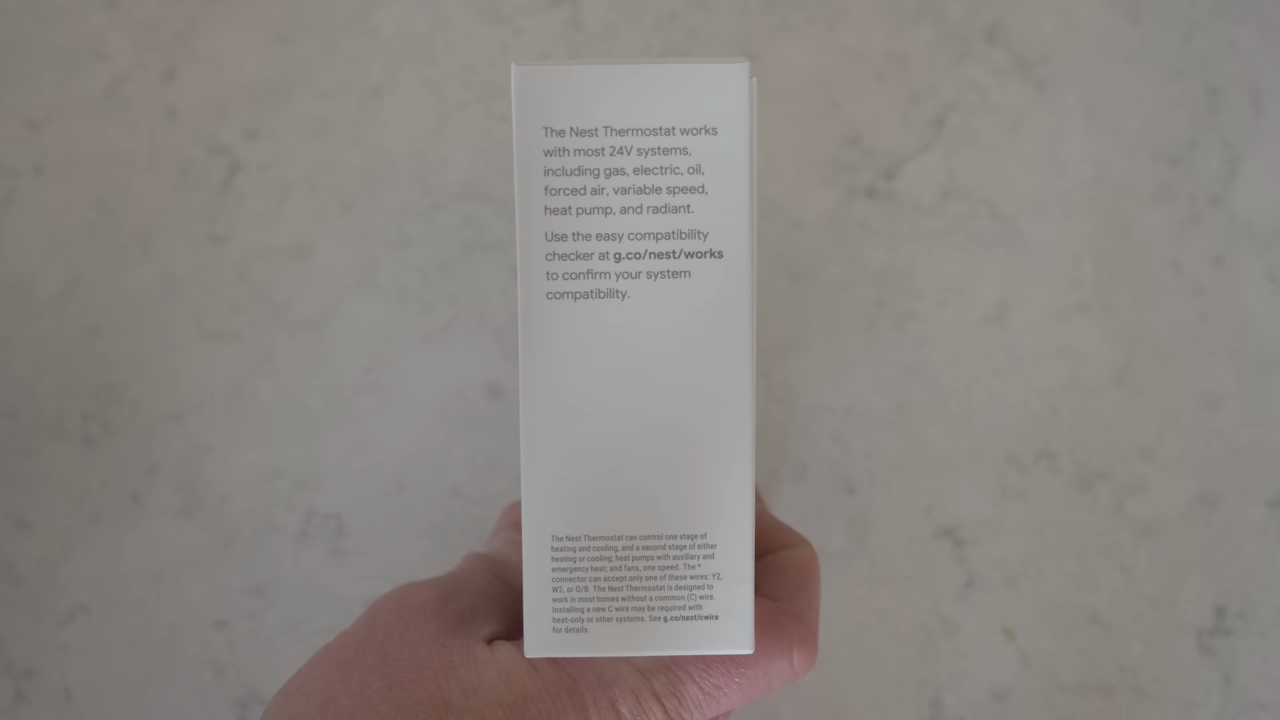 The Nest Thermostat works
with most 24V systems,
including gas, electric, oil,
forced air, variable speed,
heat pump, and radiant.
Use the easy compatibility
checker at g.co/nest/works
to confirm your system
compatibility.
The Nest Thermostat can control one stage of
heating and cooling, and a second stage of either
heating or cooling; heat pumps with auxiliary and
emergency heat; and fans, one speed. The *
connector can accept only one of these wires: Y2,
W2, or O/B. The Nest Thermostat is designed to
work in most homes without a common (C) wire.
Installing a new C wire may be required with
heat-only or other systems. See g.co/nest/cwire
for details.